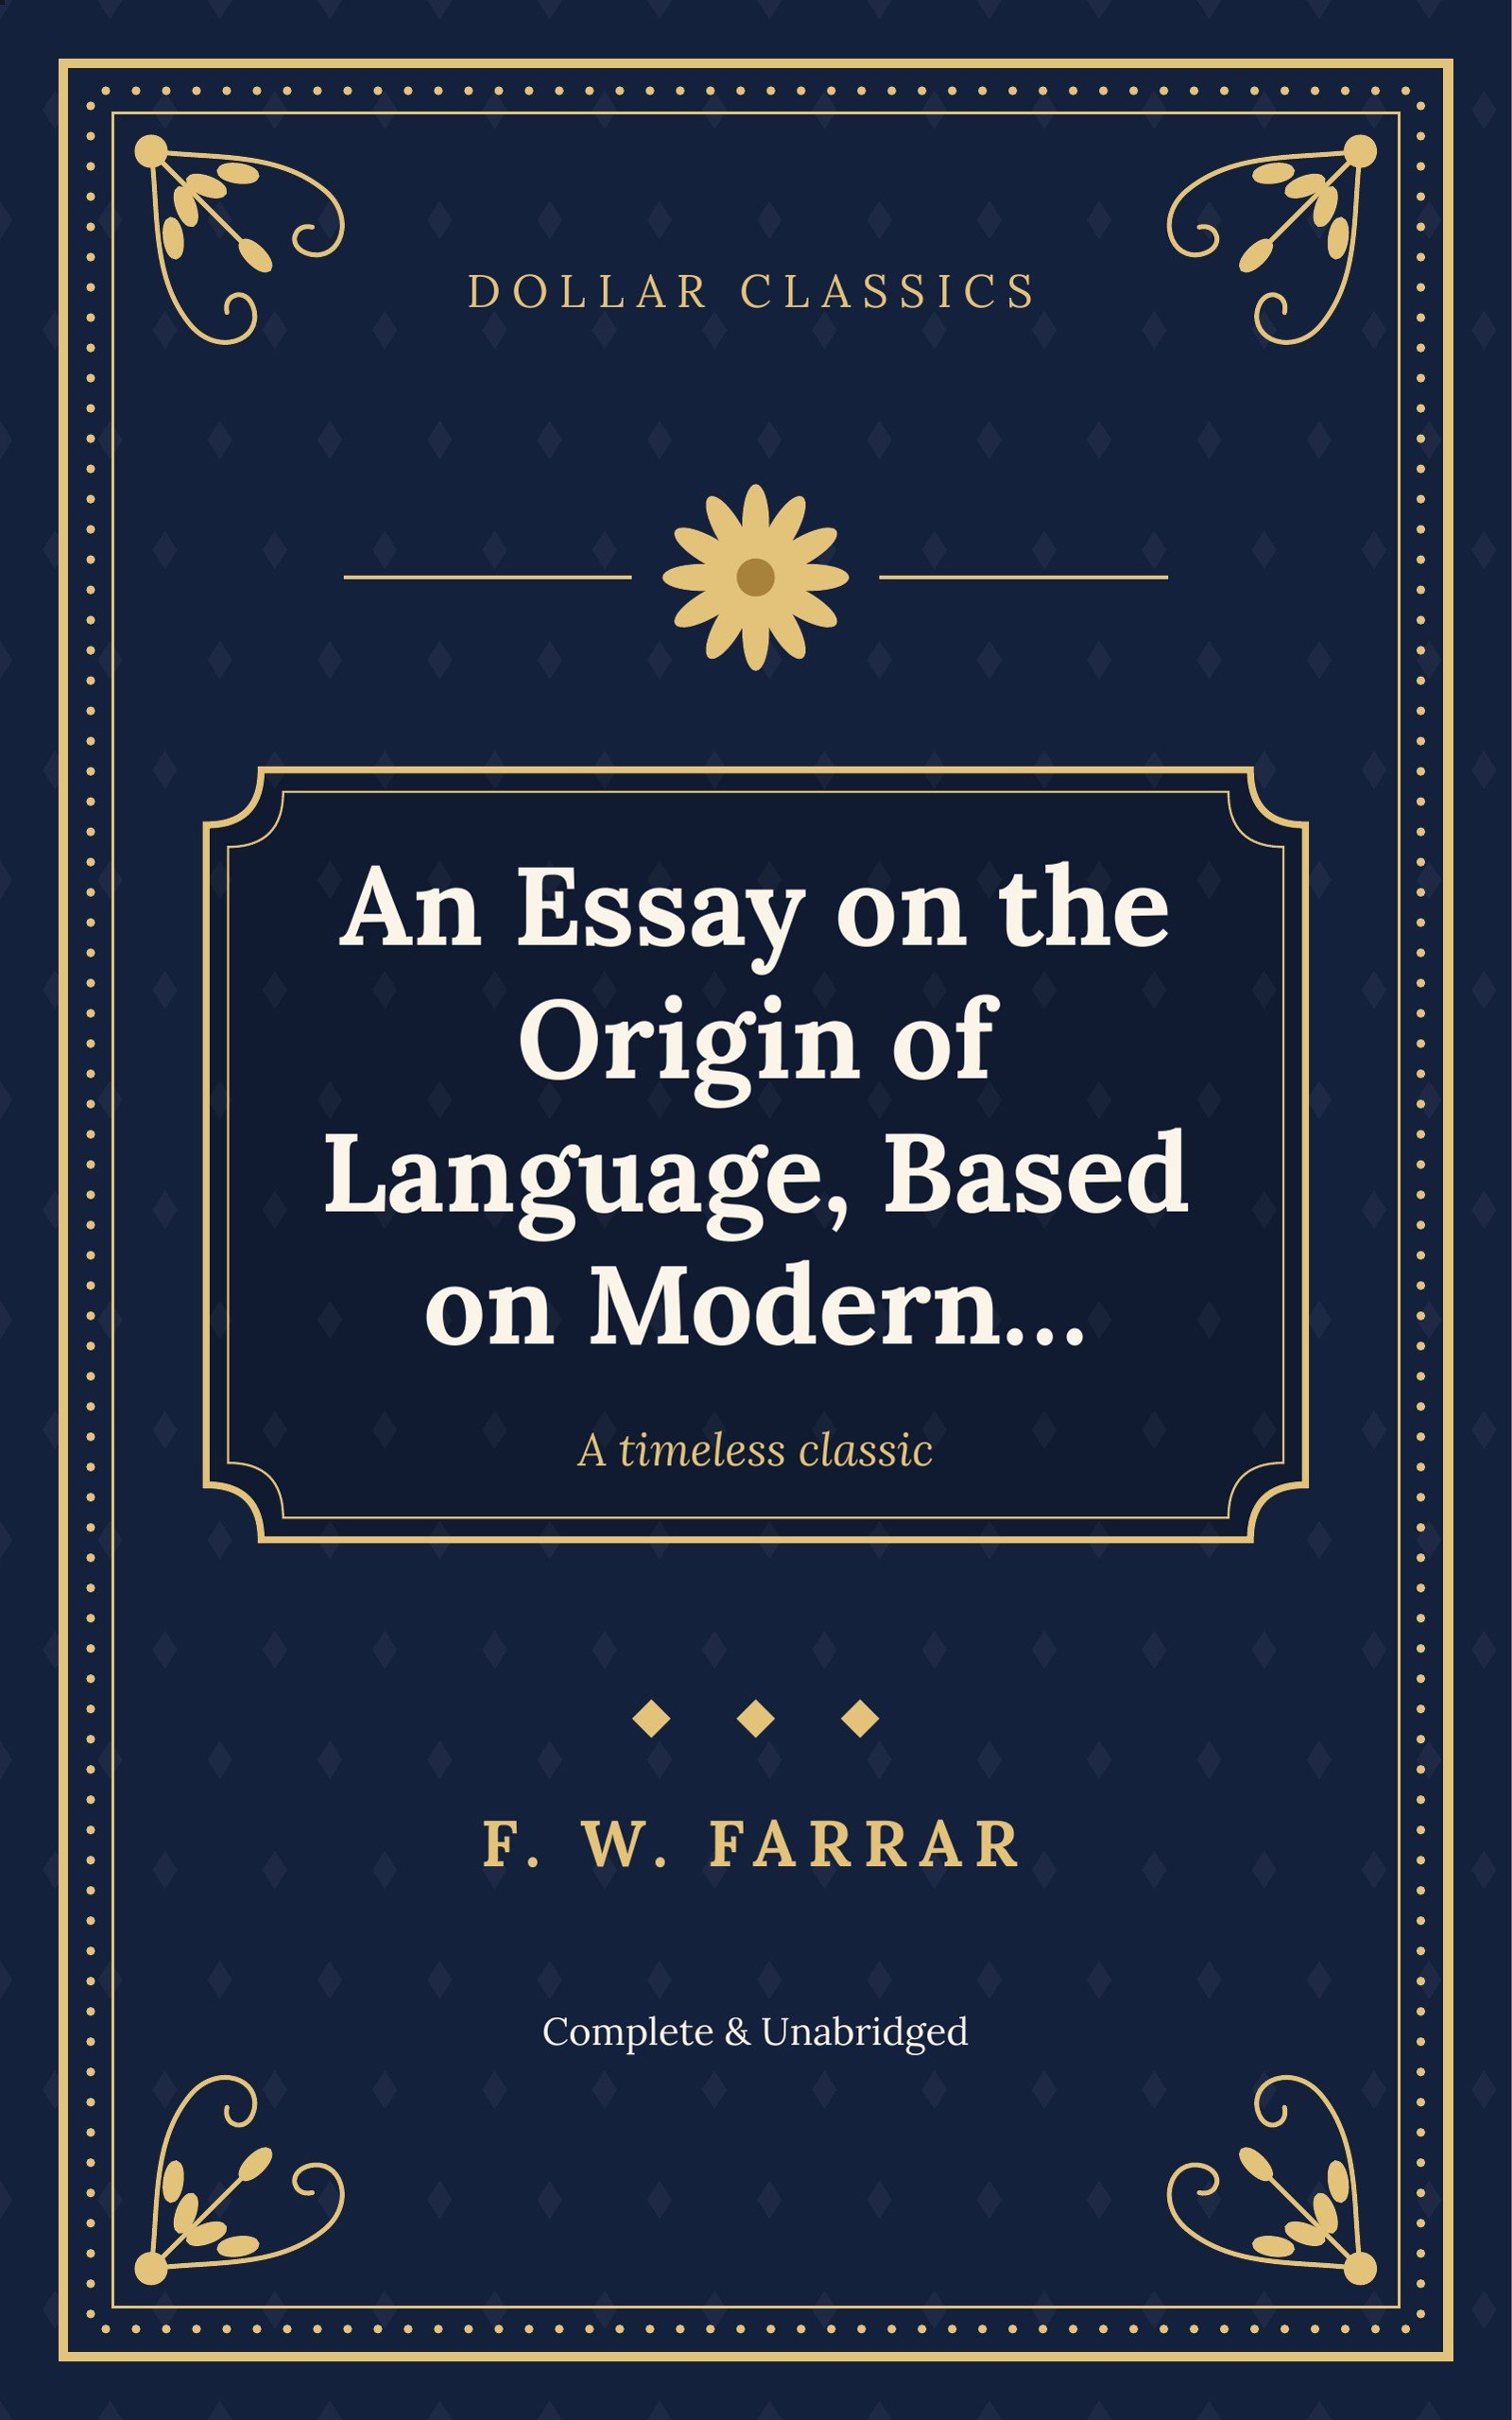 DOLLAR CLASSICS
An Essay on the
Origin of
Language, Based
on Modern...
A timeless classic
F. W. FARRAR
Complete & Unabridged